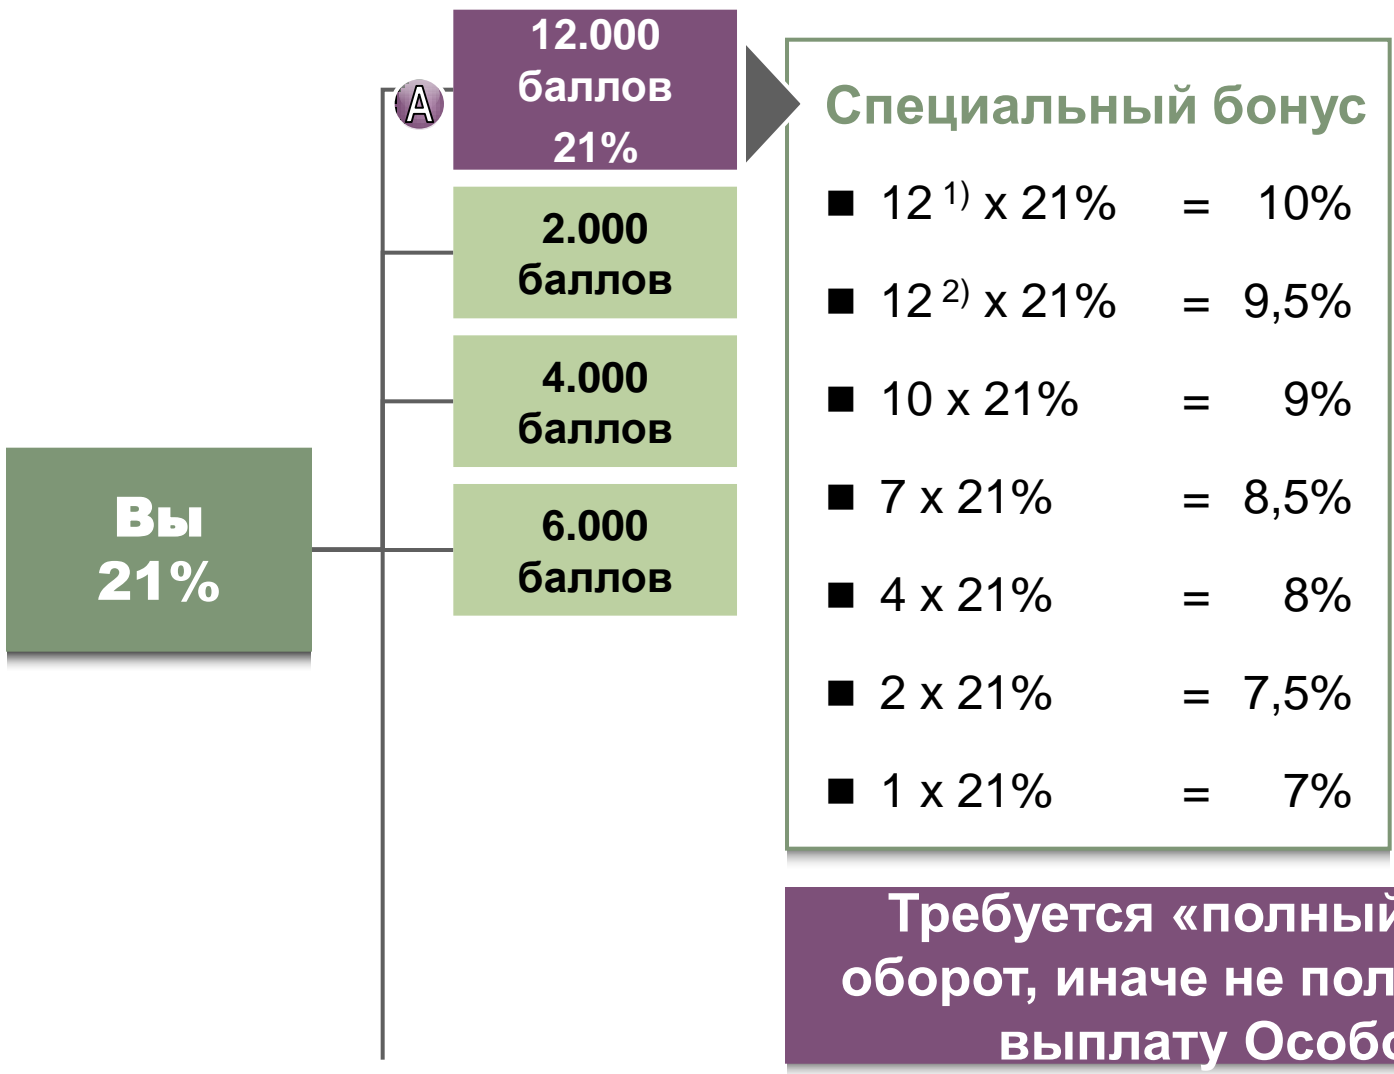 12.000
баллов
21%
A
2.000
баллов
4.000
баллов
6.000
баллов
Вы
21%
Специальный бонус
■ 12 1) x 21% = 10%
■ 12 2) x 21% = 9,5%
■ 10 x 21% = 9%
■ 7 x 21% = 8,5%
■ 4 x 21% = 8%
■ 2 x 21% = 7,5%
■ 1 x 21% = 7%
Требуется «полный
оборот, иначе не пол
выплату Особо